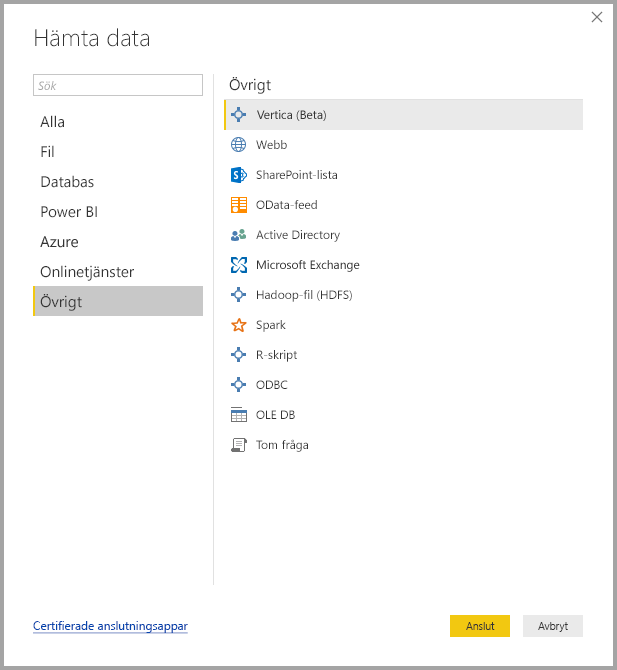 Hämta data
Sök
Alla
Fil
Databas
Power BI
Azure
Onlinetjänster
Övrigt
Övrigt
Vertica (Beta)
Webb
SharePoint-lista
OData-feed
Active Directory
Microsoft Exchange
Hadoop-fil (HDFS)
Spark
R-skript
ODBC
OLE DB
Tom fråga
Certifierade anslutningsappar
Anslut
Avbryt